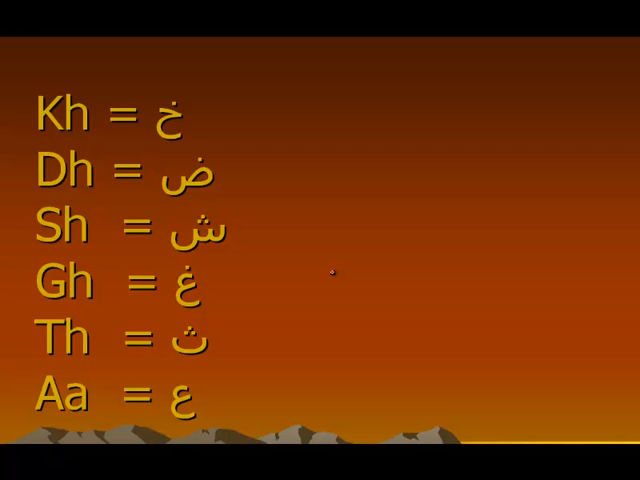 Kh = خ
Dh = ض
Sh = ش
Gh = غ
Th = ث
Aa = ع